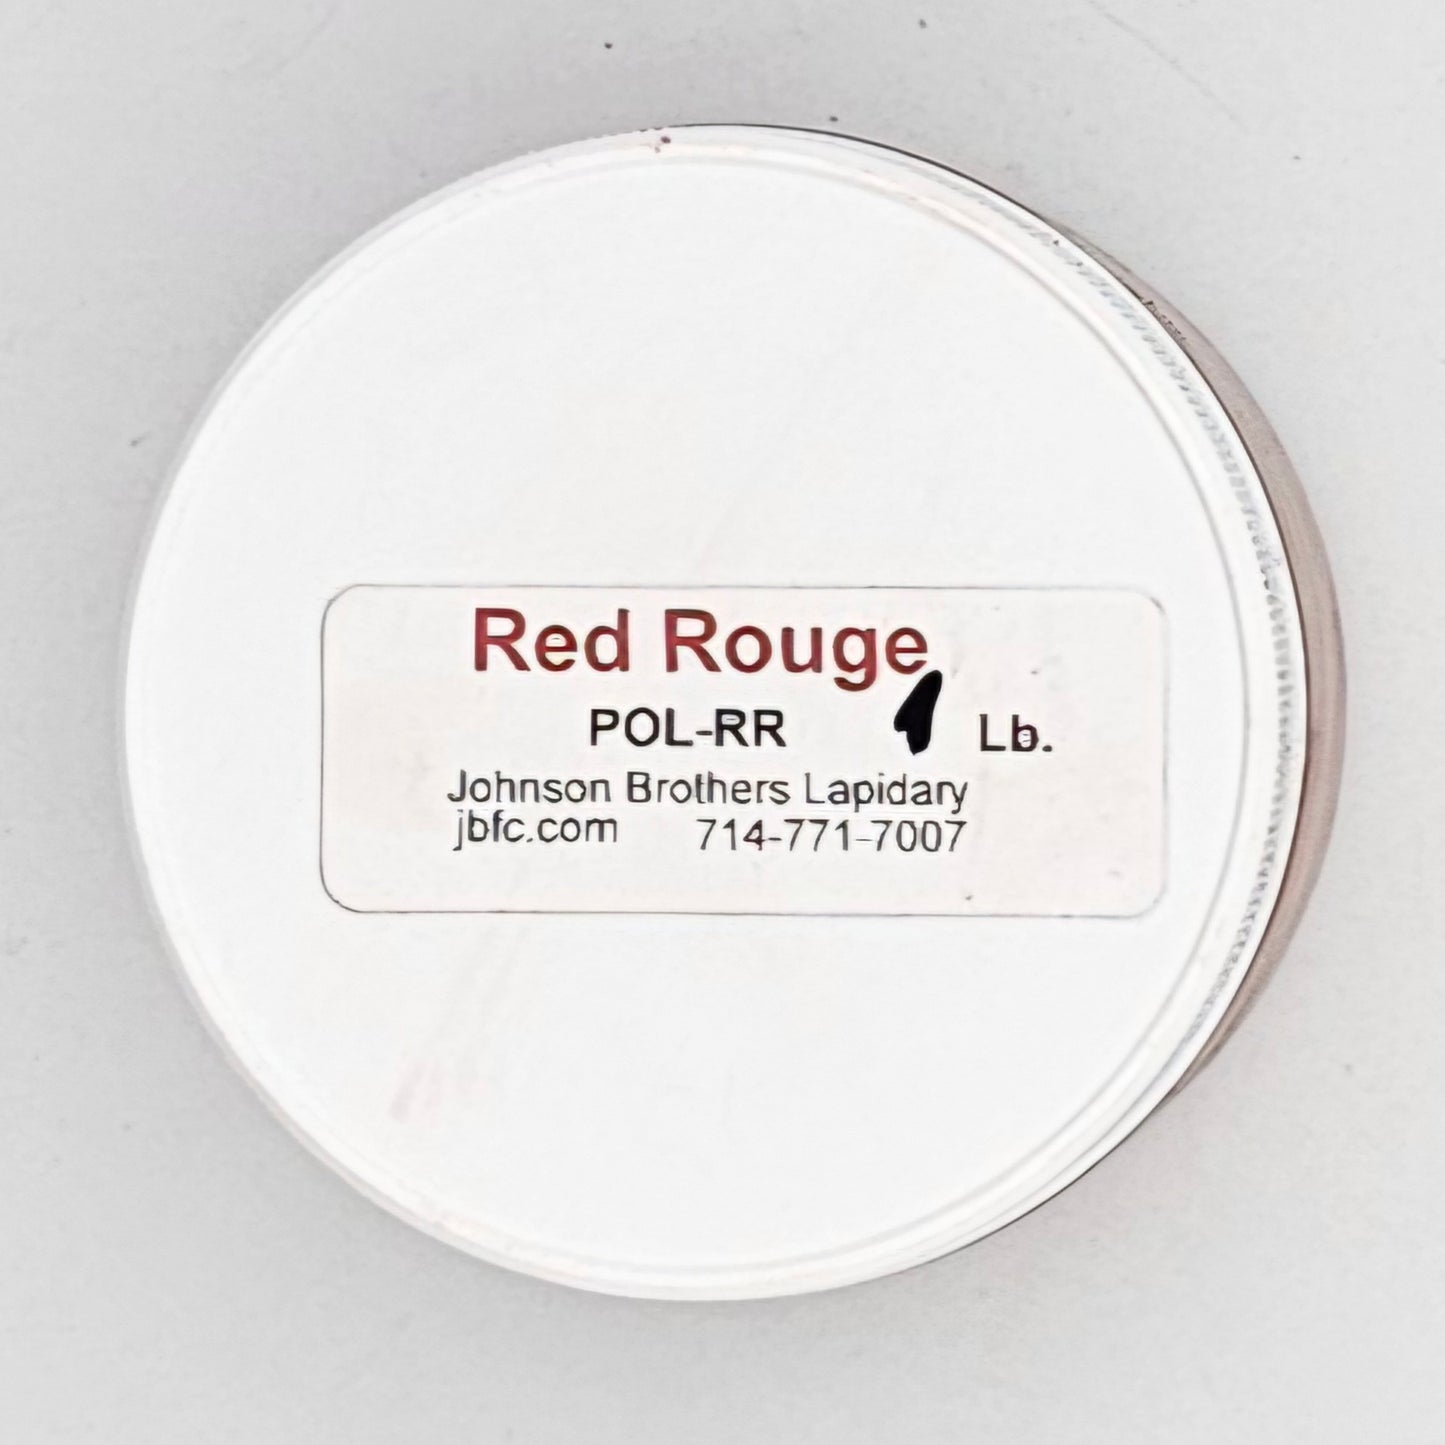 Red Rouge
POL-RR 1 Lb.
Johnson Brothers Lapidary
jbfc.com 714-771-7007